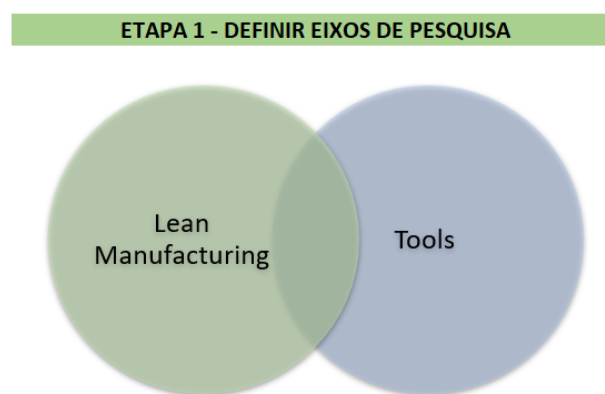 ETAPA 1 - DEFINIR EIXOS DE PESQUISA
Lean
Manufacturing
Tools